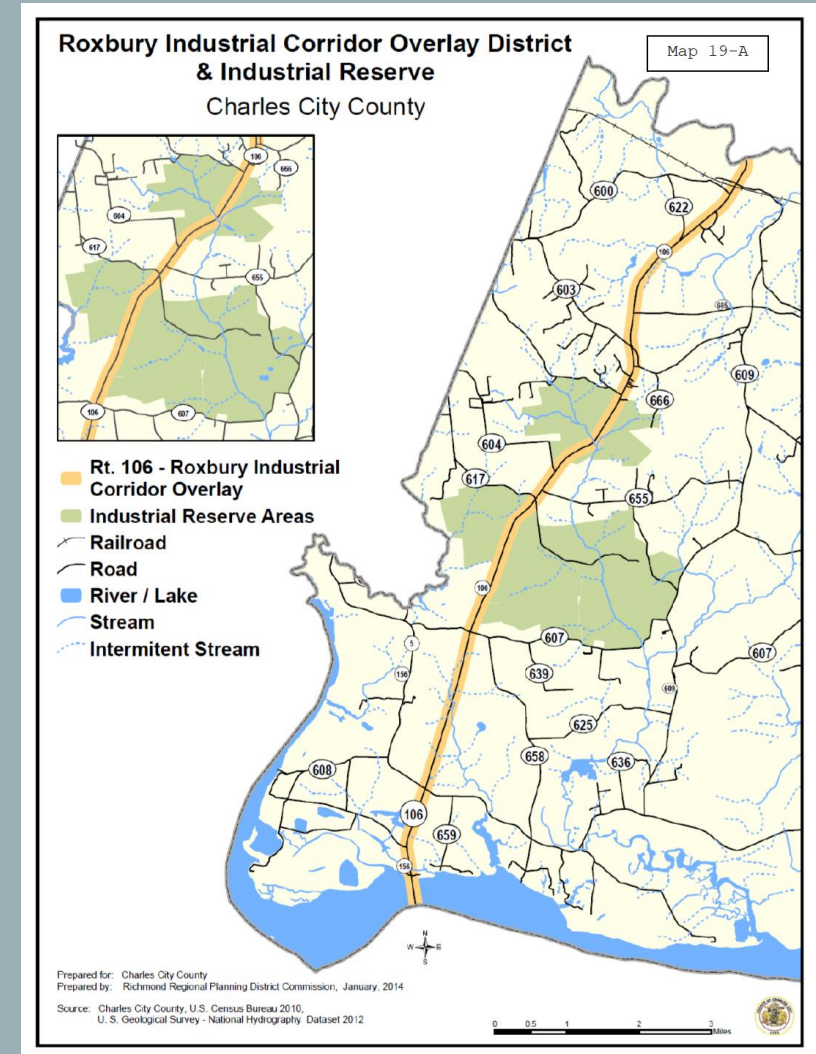 Roxbury Industrial Corridor Overlay District
& Industrial Reserve
Charles City County
Map 19-A
106
666
604
617
655
106
607
Rt. 106 - Roxbury Industrial
Corridor Overlay
Industrial Reserve Areas
Railroad
Road
River / Lake
Stream
Intermitent Stream
600
622
106
603
605
609
666
604
617
655
106
607
5
639
607
156
609
625
658
636
608
106
659
156
N
W E
S
Prepared for: Charles City County
Prepared by: Richmond Regional Planning District Commission, January, 2014
Source: Charles City County, U.S. Census Bureau 2010,
U. S. Geological Survey - National Hydrography Dataset 2012
0 0.5 1 2 3
Miles